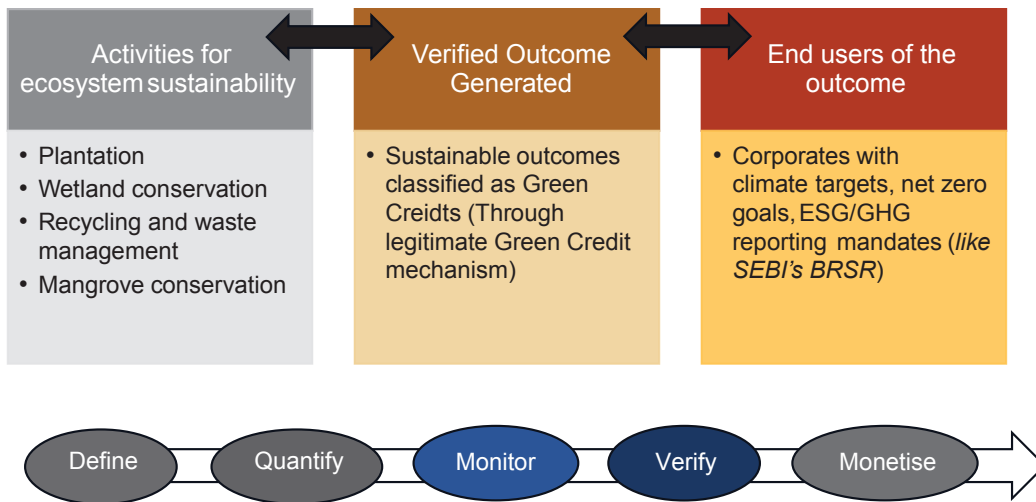 Activities for
ecosystem sustainability
Verified Outcome
Generated
End users of the
outcome
• Plantation
• Wetland conservation
• Recycling and waste
management
• Mangrove conservation
• Sustainable outcomes
classified as Green
Creidts (Through
legitimate Green Credit
mechanism)
• Corporates with
climate targets, net zero
goals, ESG/GHG
reporting mandates (like
SEBI's BRSR)
Define
Quantify
Monitor
Verify
Monetise